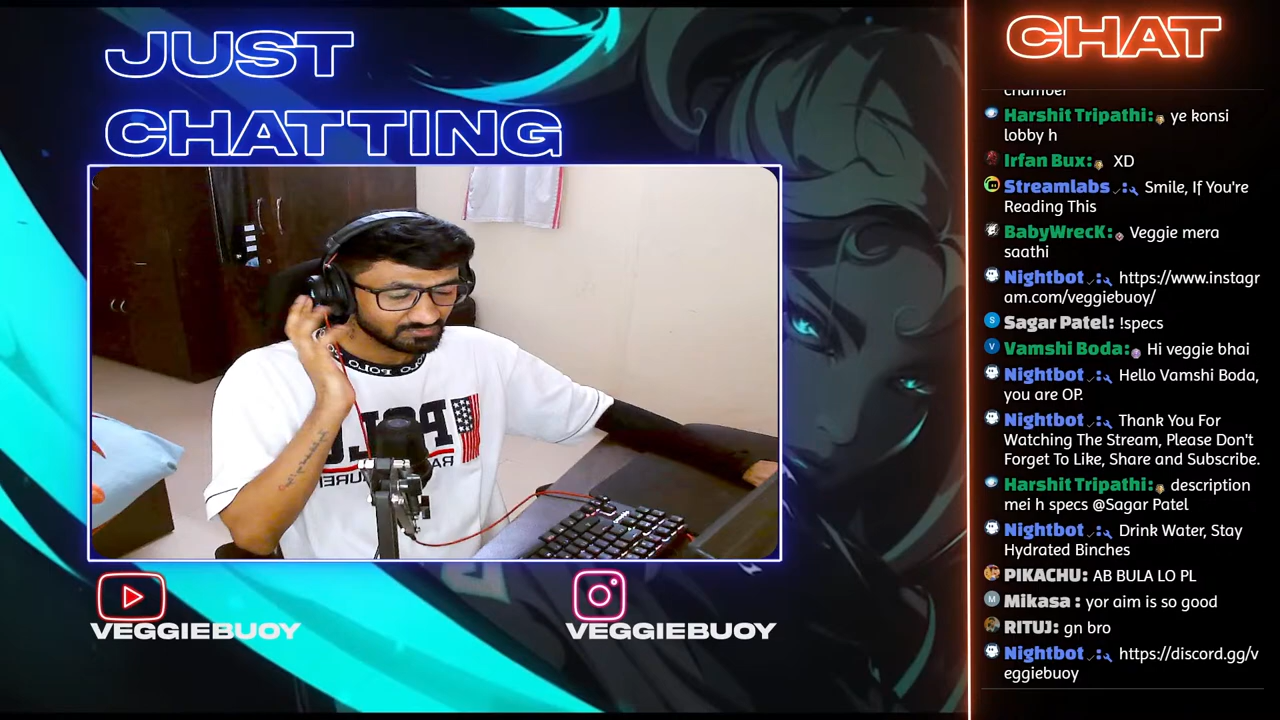 JUST
CHATTING
CHAT
chamber
Harshit Tripathi: ye konsi
lobby h
Irfan Bux: XD
Streamlabs : Smile, If You're
Reading This
BabyWrecK: Veggie mera
saathi
Nightbot : https://www.instagr
am.com/veggiebuoy/
Sagar Patel: !specs
Vamshi Boda: Hi veggie bhai
Nightbot : Hello Vamshi Boda,
you are OP.
Nightbot : Thank You For
Watching The Stream, Please Don't
Forget To Like, Share and Subscribe.
Harshit Tripathi: description
mei h specs @Sagar Patel
Nightbot : Drink Water, Stay
Hydrated Binches
PIKACHU: AB BULA LO PL
Mikasa : yor aim is so good
RITUJ: gn bro
Nightbot : https://discord.gg/v
eggiebuoy
POLO
VEGGIEBUOY
VEGGIEBUOY